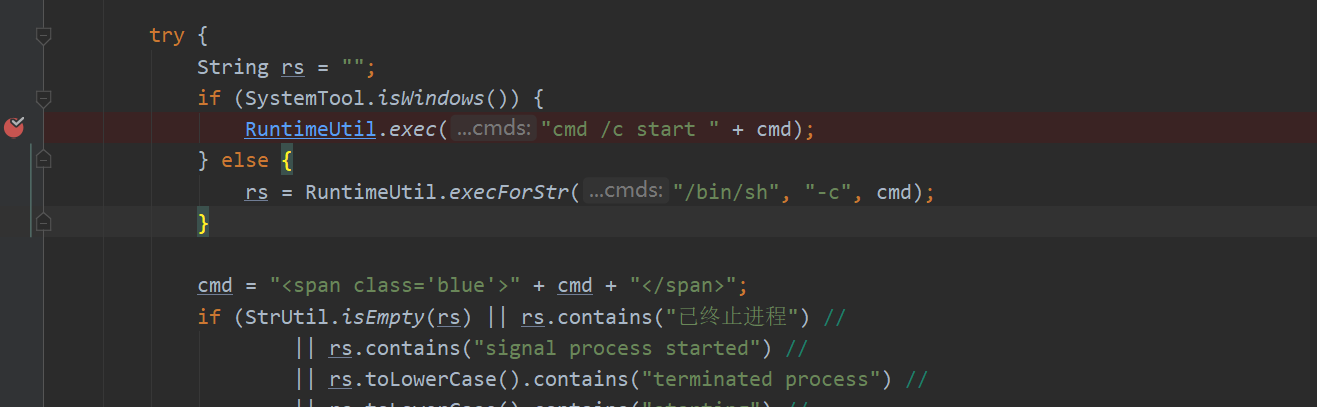 try {
String rs = "";
if (SystemTool.isWindows()) {
RuntimeUtil.exec( ...cmds: "cmd /c start " + cmd);
} else {
rs = RuntimeUtil.execForStr( ...cmds: "/bin/sh", "-c", cmd);
}
cmd = "<span class='blue'>" + cmd + "</span>";
if (StrUtil.isEmpty(rs) || rs.contains("已终止进程") //
|| rs.contains("signal process started") //
|| rs.toLowerCase().contains("terminated process") //